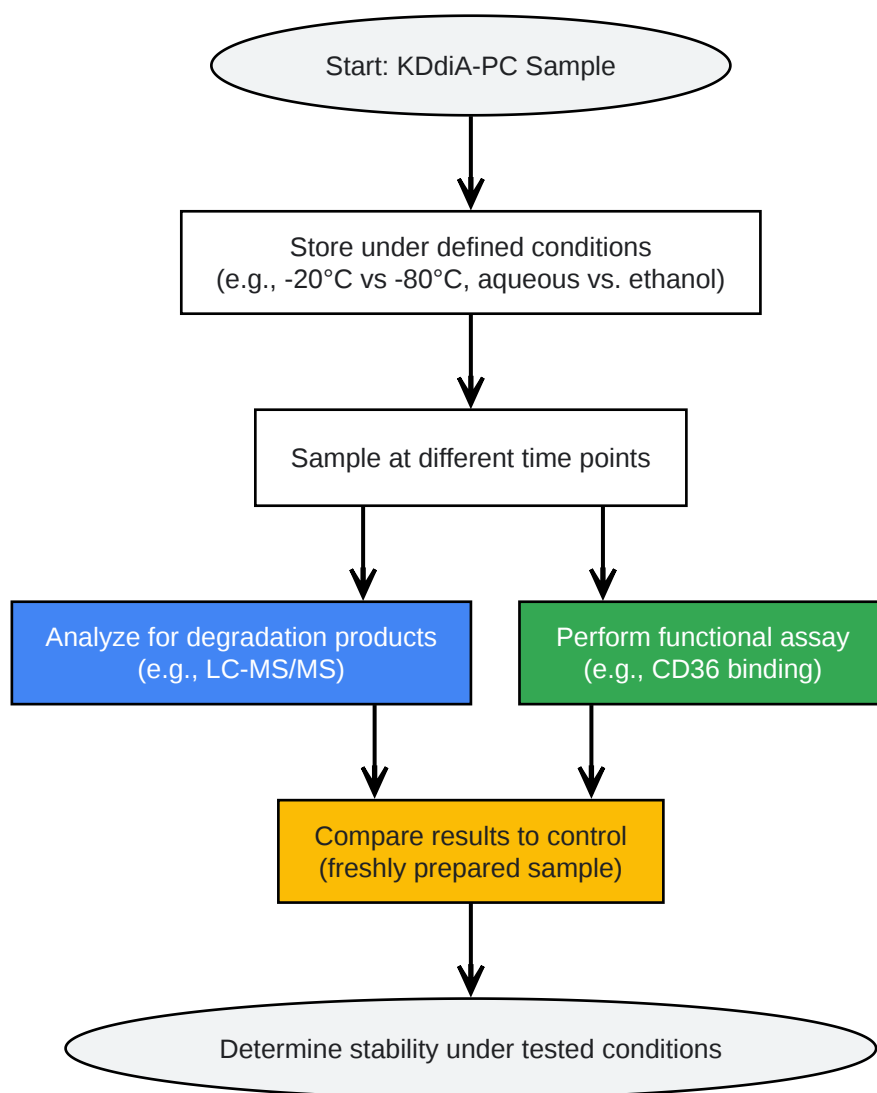 Start: KDdiA-PC Sample
Store under defined conditions
(e.g., -20°C vs -80°C, aqueous vs. ethanol)
Sample at different time points
Analyze for degradation products
(e.g., LC-MS/MS)
Perform functional assay
(e.g., CD36 binding)
Compare results to control
(freshly prepared sample)
Determine stability under tested conditions